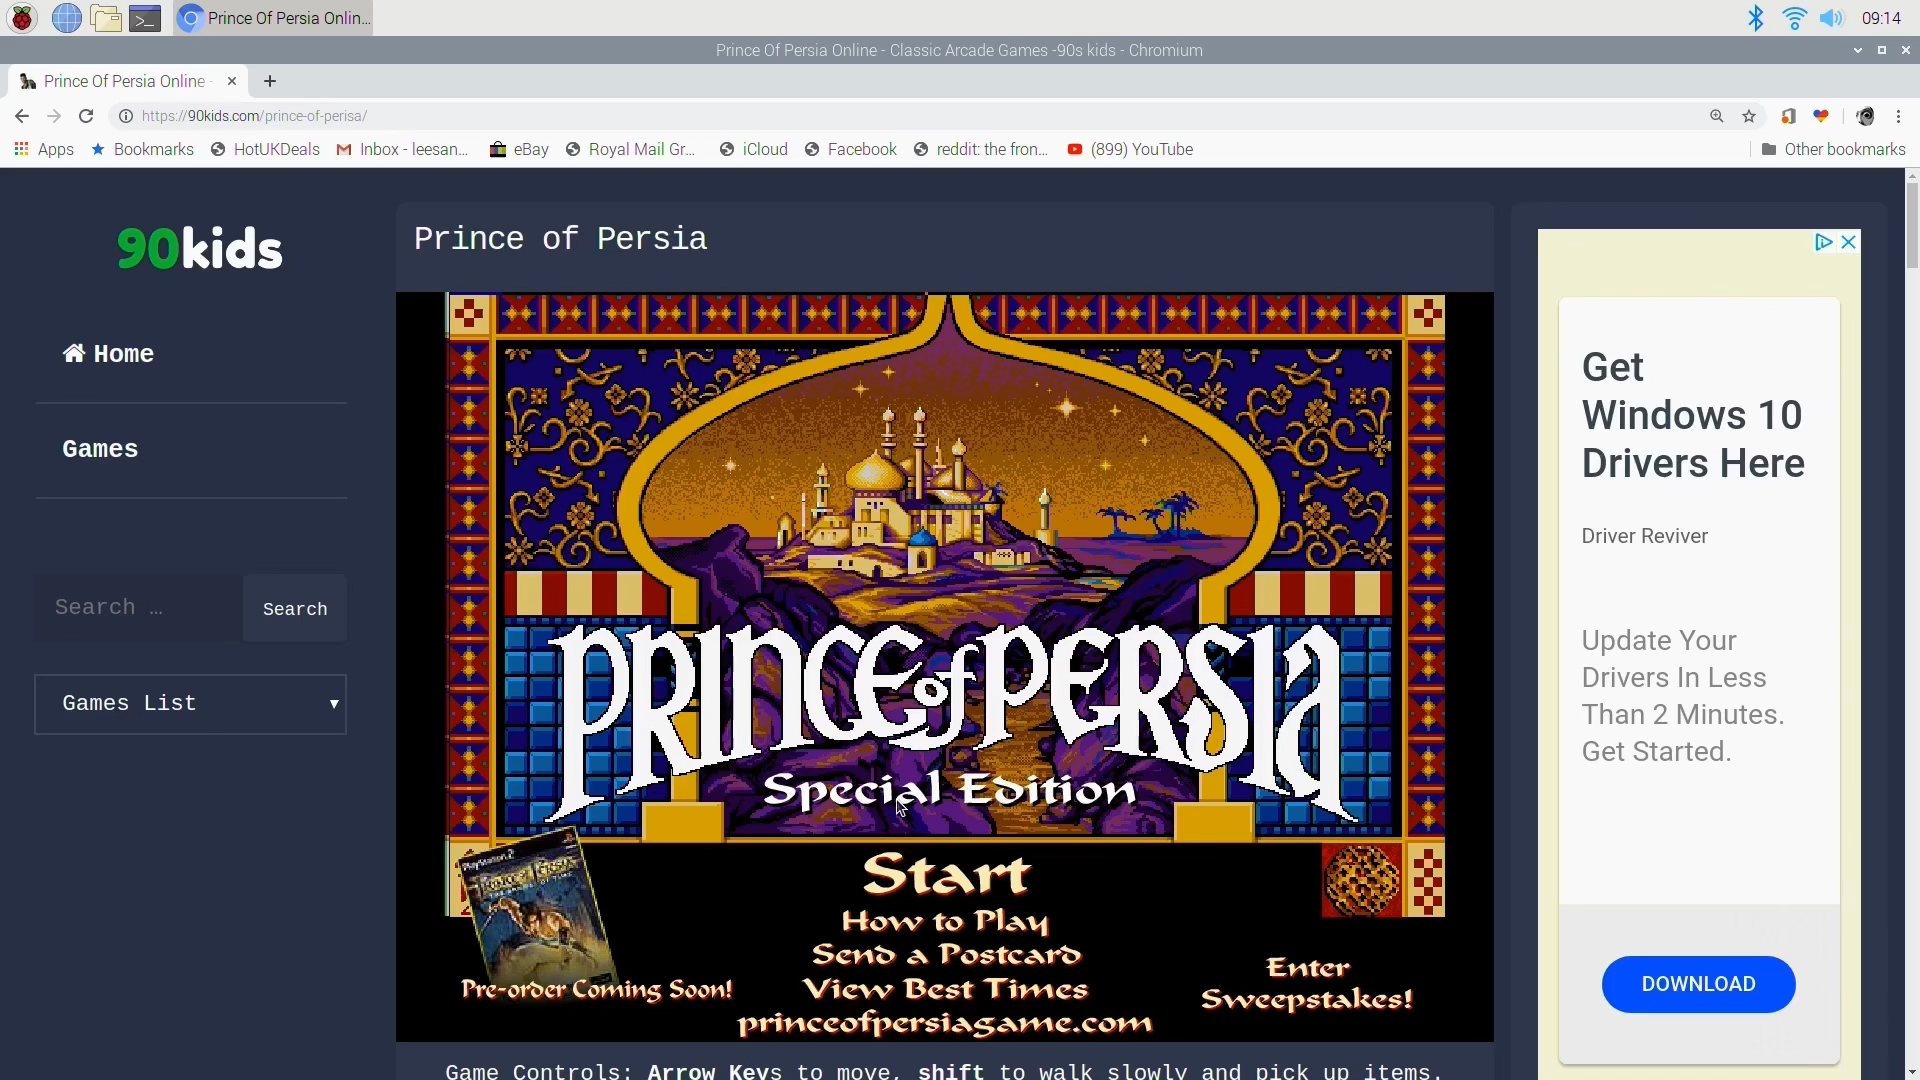 Prince Of Persia Onlin...
09:14
Prince Of Persia Online - Classic Arcade Games -90s kids - Chromium
Prince Of Persia Online -
https://90kids.com/prince-of-perisa/
Apps
Bookmarks
HotUKDeals
Inbox - leesan...
eBay
Royal Mail Gr...
iCloud
Facebook
reddit: the fron...
(899) YouTube
Other bookmarks
90kids
Home
Games
Search …
Search
Games List
Prince of Persia
PRINCE of PERSIA
Special Edition
Start
How to Play
Send a Postcard
View Best Times
princeofpersiagame.com
PlayStation 2
Pre-order Coming Soon!
Enter
Sweepstakes!
Game Controls: Arrow Keys to move, shift to walk slowly and pick up items.
Get
Windows 10
Drivers Here
Driver Reviver
Update Your
Drivers In Less
Than 2 Minutes.
Get Started.
DOWNLOAD